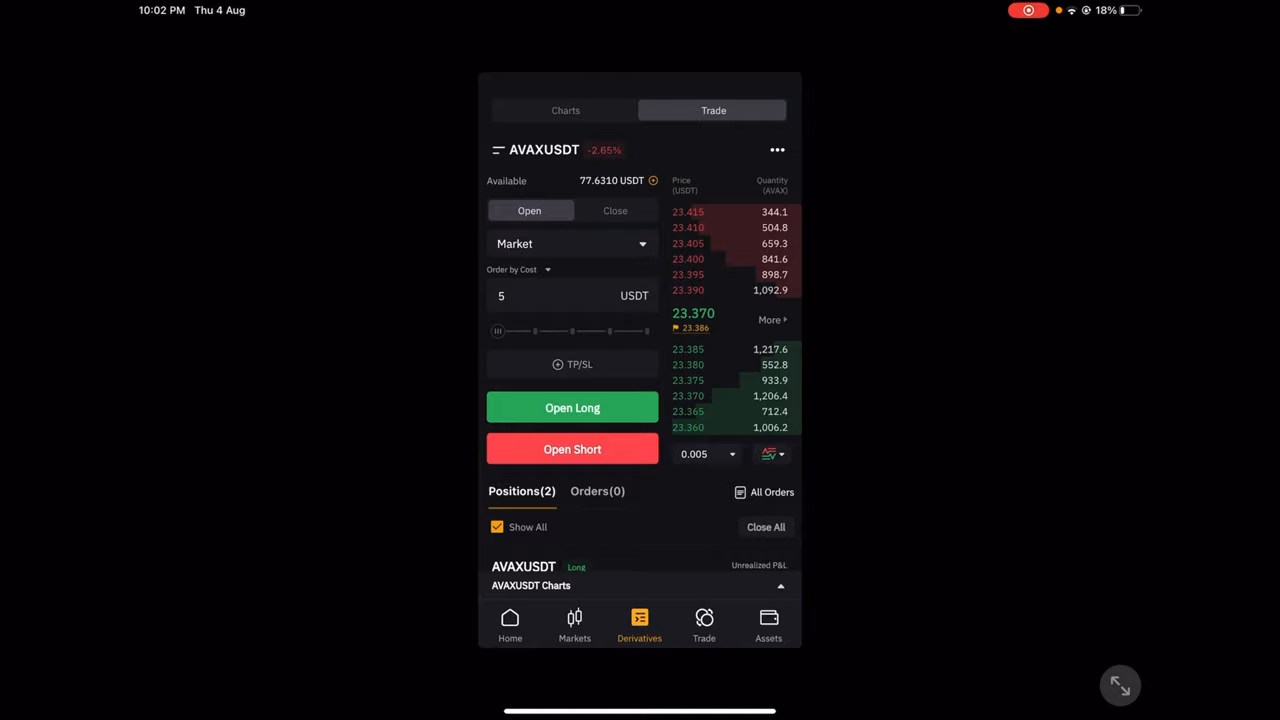 10:02 PM Thu 4 Aug 18%
Charts Trade
AVAXUSDT -2.65%
Available 77.6310 USDT
Price (USDT) Quantity (AVAX)
Open Close
Market
Order by Cost
5 USDT
TP/SL
Open Long
Open Short
23.415 344.1
23.410 504.8
23.405 659.3
23.400 841.6
23.395 898.7
23.390 1,092.9
23.370
23.386
More
23.385 1,217.6
23.380 552.8
23.375 933.9
23.370 1,206.4
23.365 712.4
23.360 1,006.2
0.005
Positions(2) Orders(0) All Orders
Show All Close All
AVAXUSDT Long Unrealized P&L
AVAXUSDT Charts
Home Markets Derivatives Trade Assets